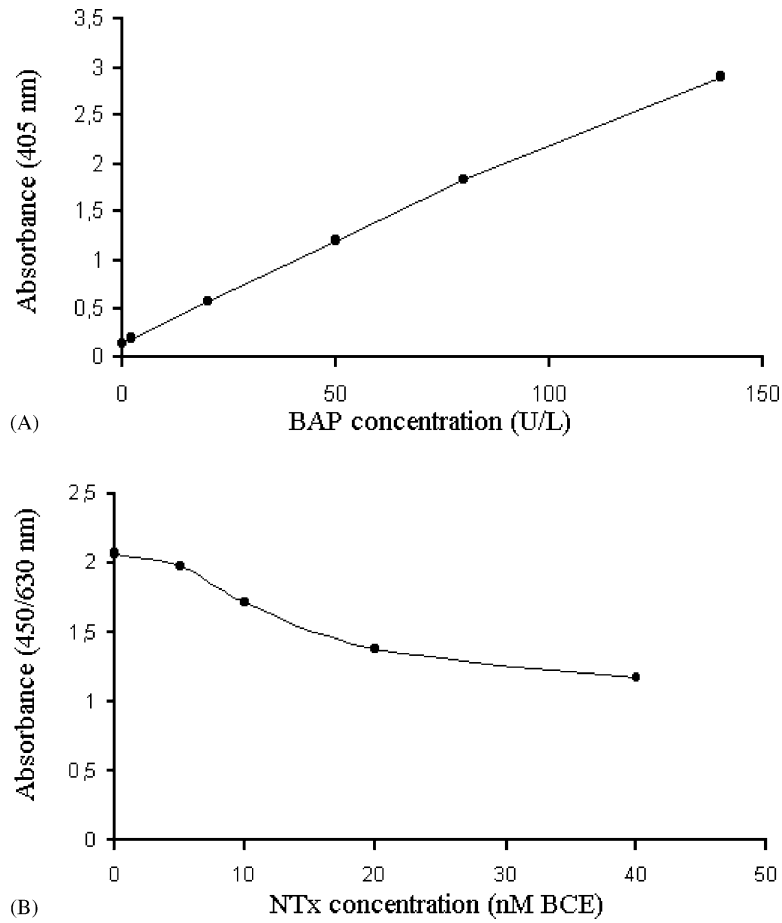 Absorbance (405 nm)
3,5
3
2,5
2
1,5
1
0,5
0
0 50 100 150
BAP concentration (U/L)
(A)
Absorbance (450/630 nm)
2,5
2
1,5
1
0,5
0
0 10 20 30 40 50
NTx concentration (nM BCE)
(B)